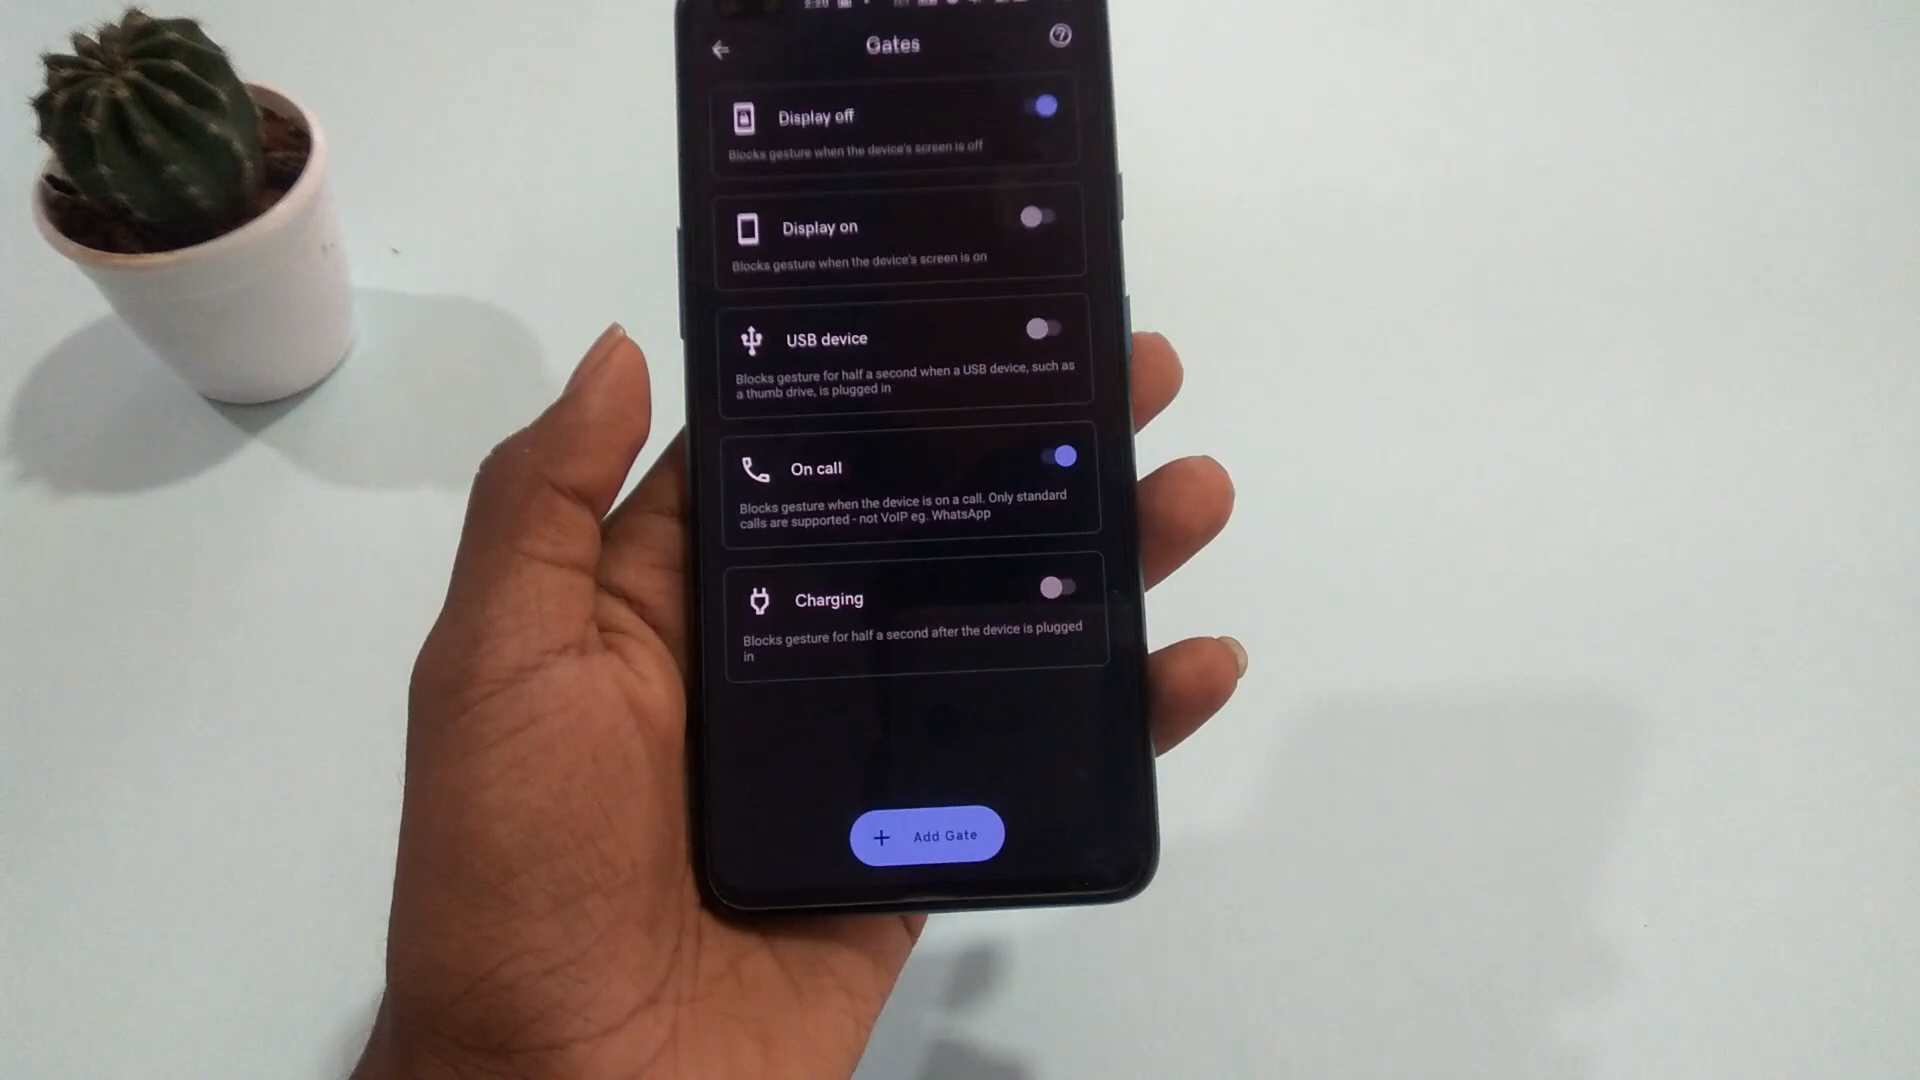 Gates
Display off
Blocks gesture when the device's screen is off
Display on
Blocks gesture when the device's screen is on
USB device
Blocks gesture for half a second when a USB device, such as
a thumb drive, is plugged in
On call
Blocks gesture when the device is on a call. Only standard
calls are supported - not VoIP eg. WhatsApp
Charging
Blocks gesture for half a second after the device is plugged
in
+ Add Gate